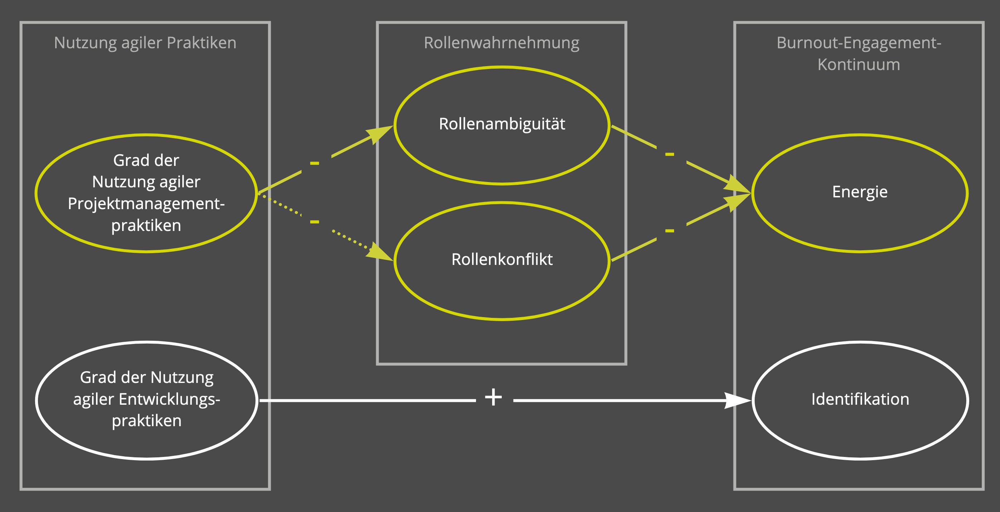 Nutzung agiler Praktiken
Grad der
Nutzung agiler
Projektmanagement-
praktiken
Grad der Nutzung
agiler Entwicklungs-
praktiken
-
-
Rollenwahrnehmung
Rollenambiguität
Rollenkonflikt
+
-
-
Burnout-Engagement-
Kontinuum
Energie
Identifikation